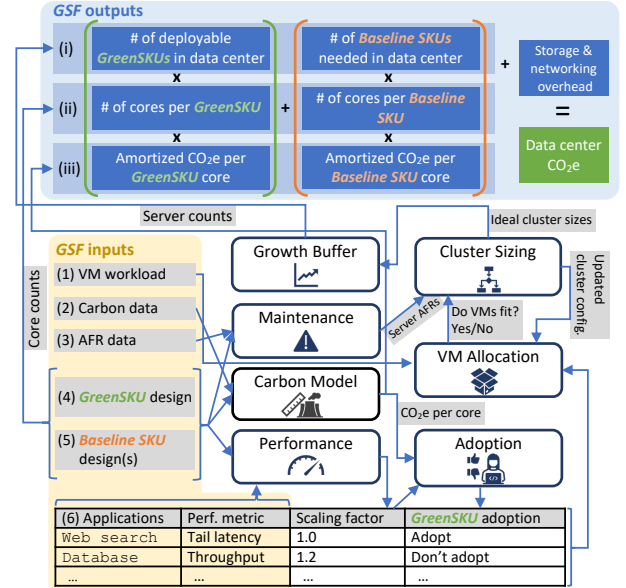 GSF outputs
(i)
# of deployable
GreenSKUs in data center
# of Baseline SKUs
needed in data center
+
Storage &
networking
overhead
x
x
(ii)
# of cores per GreenSKU
+
# of cores per Baseline
SKU
=
x
x
(iii)
Amortized CO₂e per
GreenSKU core
Amortized CO₂e per
Baseline SKU core
Data center
CO₂e
Server counts
Ideal cluster sizes
GSF inputs
Core counts
(1) VM workload
(2) Carbon data
(3) AFR data
(4) GreenSKU design
(5) Baseline SKU
design(s)
Growth Buffer
Cluster Sizing
Updated
cluster config.
Maintenance
Server AFRs
Do VMs fit?
Yes/No
VM Allocation
Carbon Model
CO₂e per core
Performance
Adoption
(6) Applications Perf. metric Scaling factor GreenSKU adoption
Web search Tail latency 1.0 Adopt
Database Throughput 1.2 Don't adopt
... ... ... ...